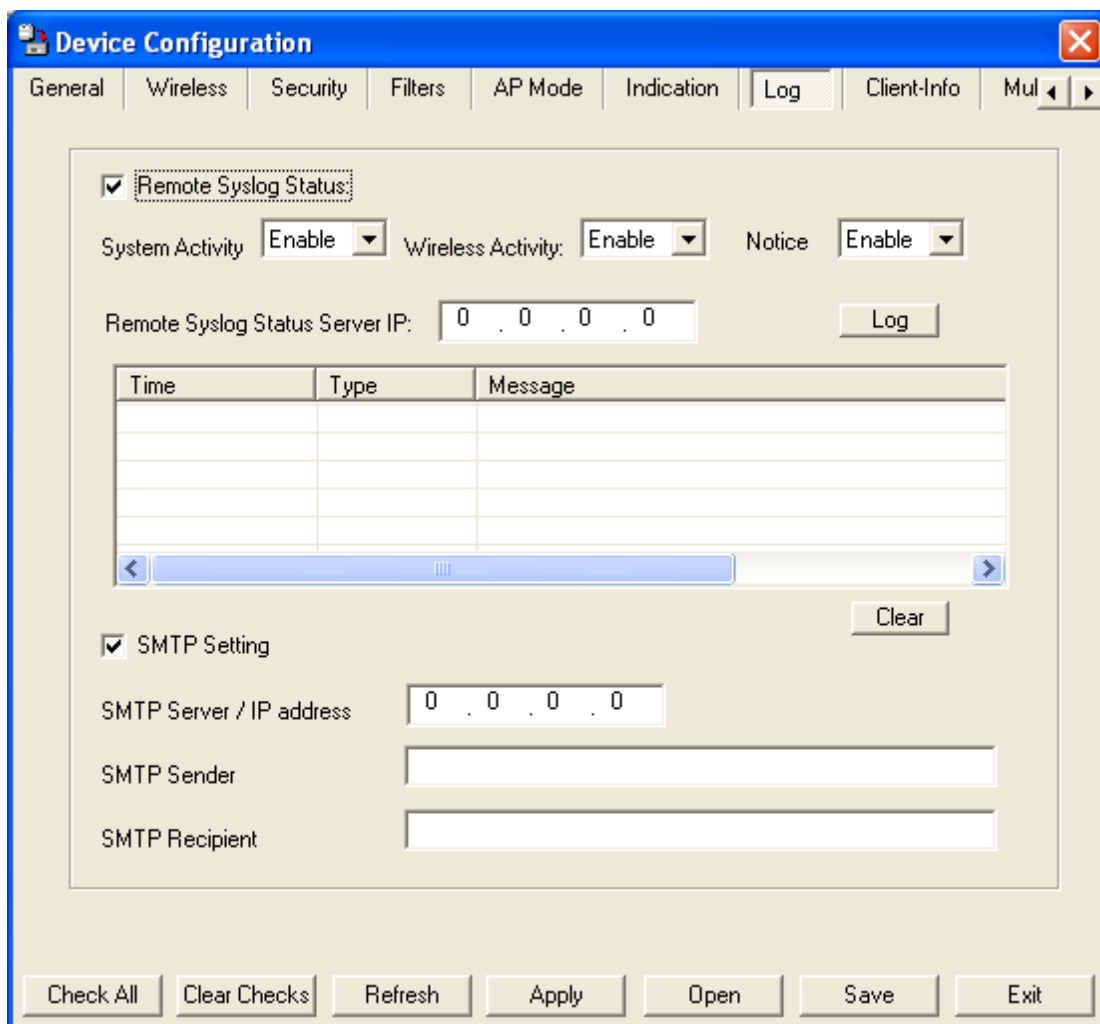 Device Configuration
General Wireless Security Filters AP Mode Indication Log Client-Info Mul
Remote Syslog Status:
System Activity Enable Wireless Activity: Enable Notice Enable
Remote Syslog Status Server IP: 0 . 0 . 0 . 0 Log
Time Type Message
Clear
SMTP Setting
SMTP Server / IP address 0 . 0 . 0 . 0
SMTP Sender
SMTP Recipient
Check All Clear Checks Refresh Apply Open Save Exit